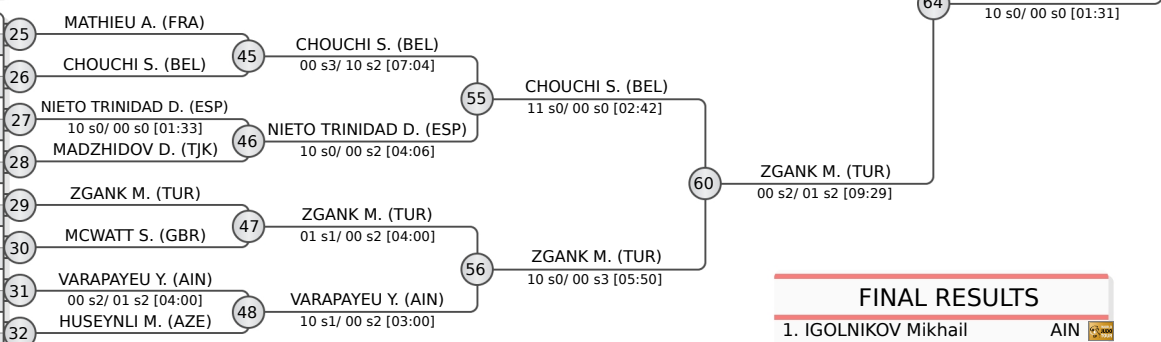 64
10 s0/ 00 s0 [01:31]
25
MATHIEU A. (FRA)
45
CHOUCHI S. (BEL)
00 s3/ 10 s2 [07:04]
26
CHOUCHI S. (BEL)
55
CHOUCHI S. (BEL)
11 s0/ 00 s0 [02:42]
27
NIETO TRINIDAD D. (ESP)
10 s0/ 00 s0 [01:33]
46
NIETO TRINIDAD D. (ESP)
10 s0/ 00 s2 [04:06]
28
MADZHIDOV D. (TJK)
60
ZGANK M. (TUR)
00 s2/ 01 s2 [09:29]
29
ZGANK M. (TUR)
47
ZGANK M. (TUR)
01 s1/ 00 s2 [04:00]
30
MCWATT S. (GBR)
56
ZGANK M. (TUR)
10 s0/ 00 s3 [05:50]
31
VARAPAYEU Y. (AIN)
00 s2/ 01 s2 [04:00]
48
VARAPAYEU Y. (AIN)
10 s1/ 00 s2 [03:00]
32
HUSEYNLI M. (AZE)
FINAL RESULTS
1. IGOLNIKOV Mikhail AIN